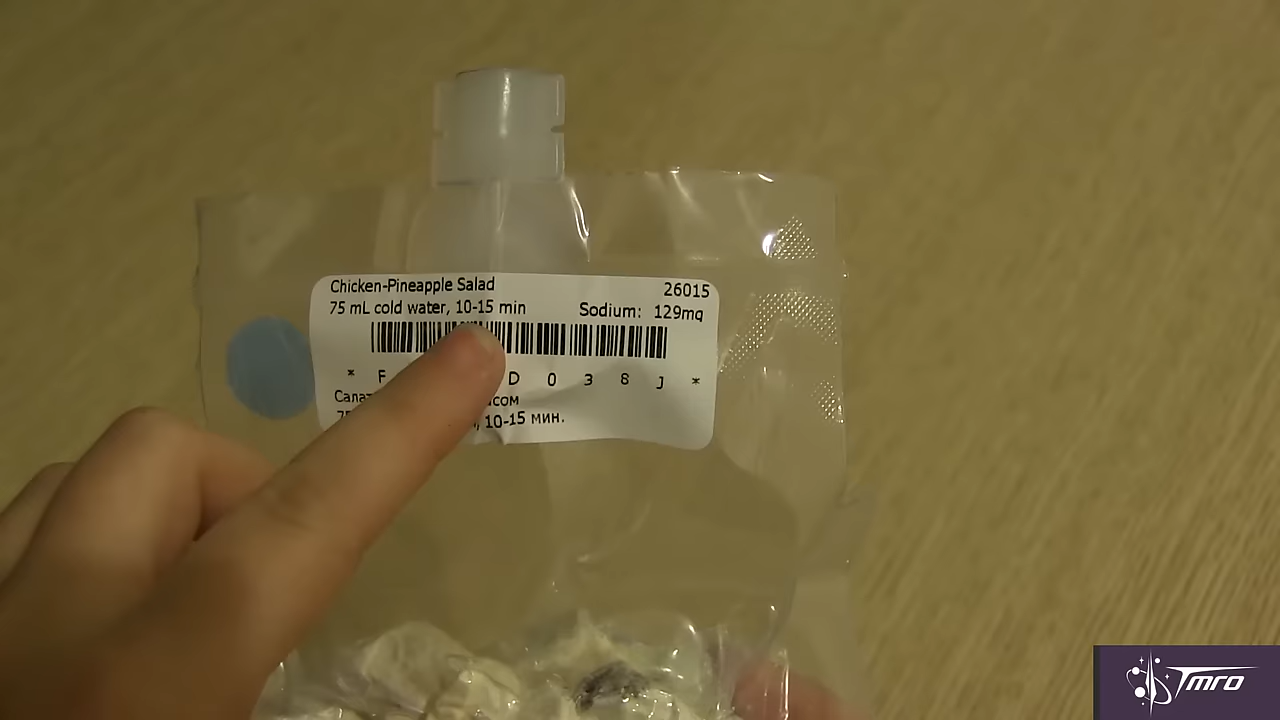 Chicken-Pineapple Salad 26015
75 mL cold water, 10-15 min Sodium: 129mg
* F D 0 3 8 J *
10-15 мин.
TMRO